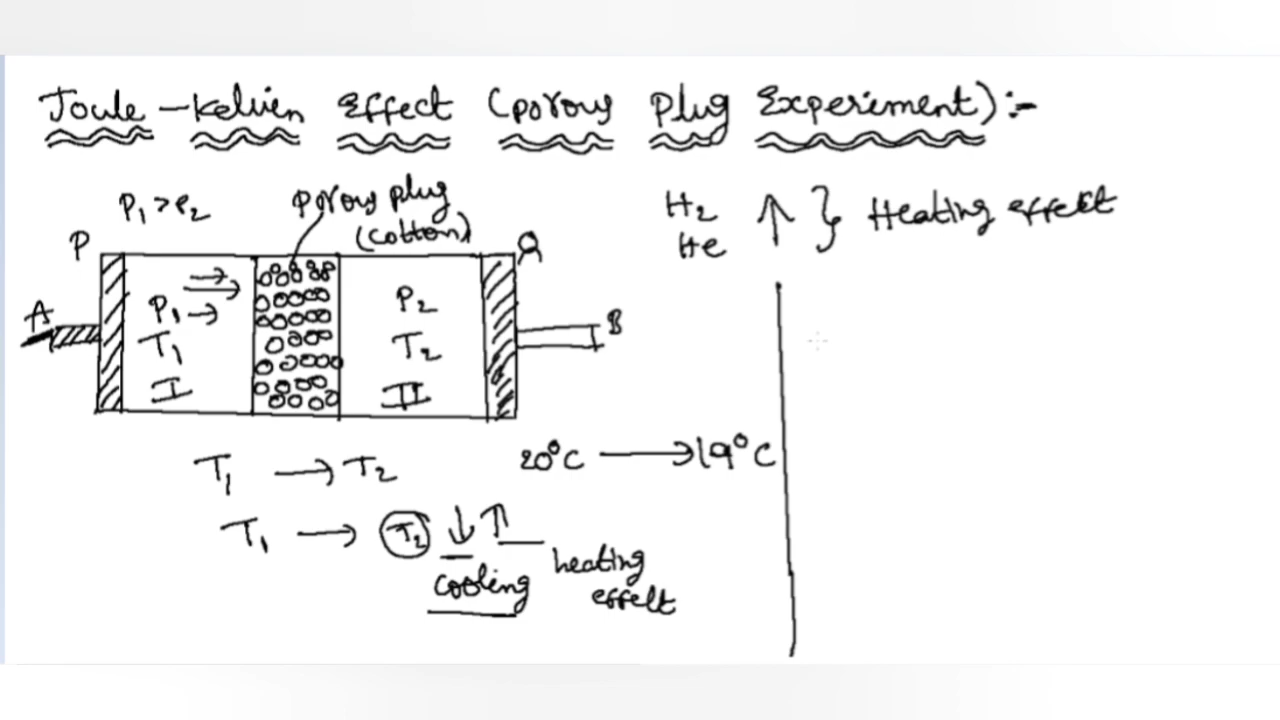 Joule-Kelvien Effect (porous Plug Experiment):-
P₁ > P₂
porous plug
(cotton)
H₂ ↑ } Heating effect
He
P
Q
A
B
P₁ →
T₁
I
P₂
T₂
II
T₁ → T₂
20°C → 19°C
T₁ → T₂ ↓ ↑
cooling
heating
effect